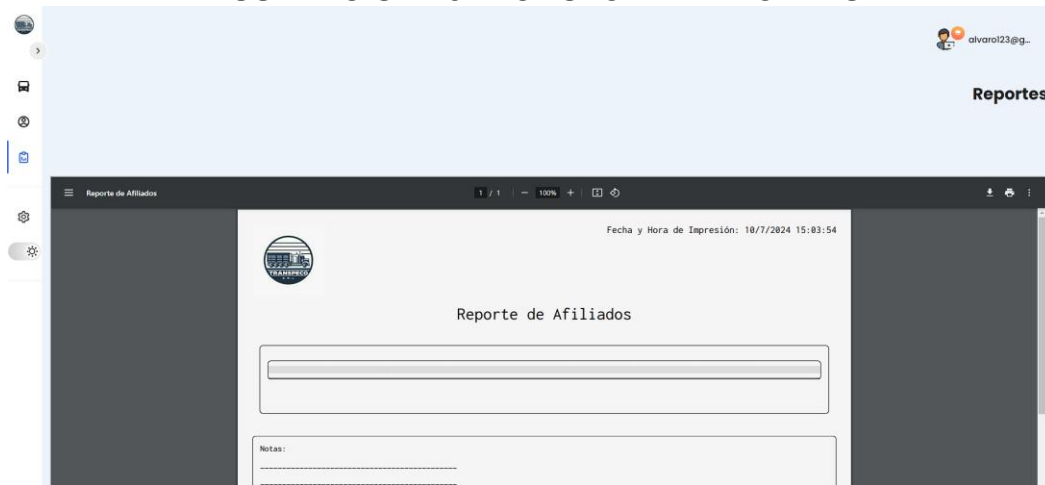 alvaro123@g...
Reportes
Reporte de Afiliados
1 / 1
100%
Fecha y Hora de Impresión: 10/7/2024 15:03:54
TRANSPECO
Reporte de Afiliados
Notas: